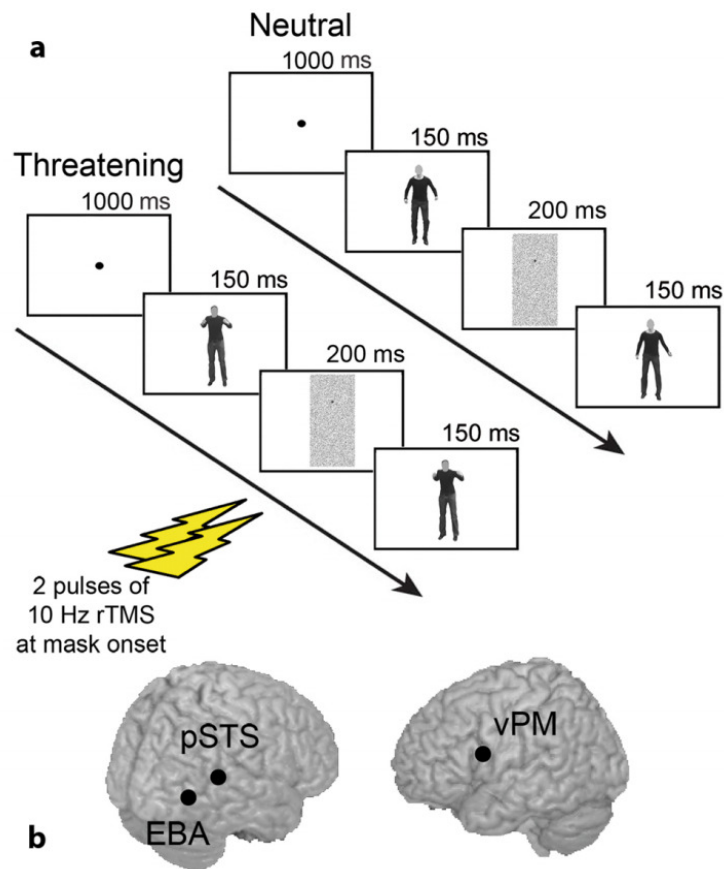 a
Neutral
1000 ms
150 ms
200 ms
150 ms
Threatening
1000 ms
150 ms
200 ms
150 ms
2 pulses of
10 Hz rTMS
at mask onset
b
pSTS
EBA
vPM